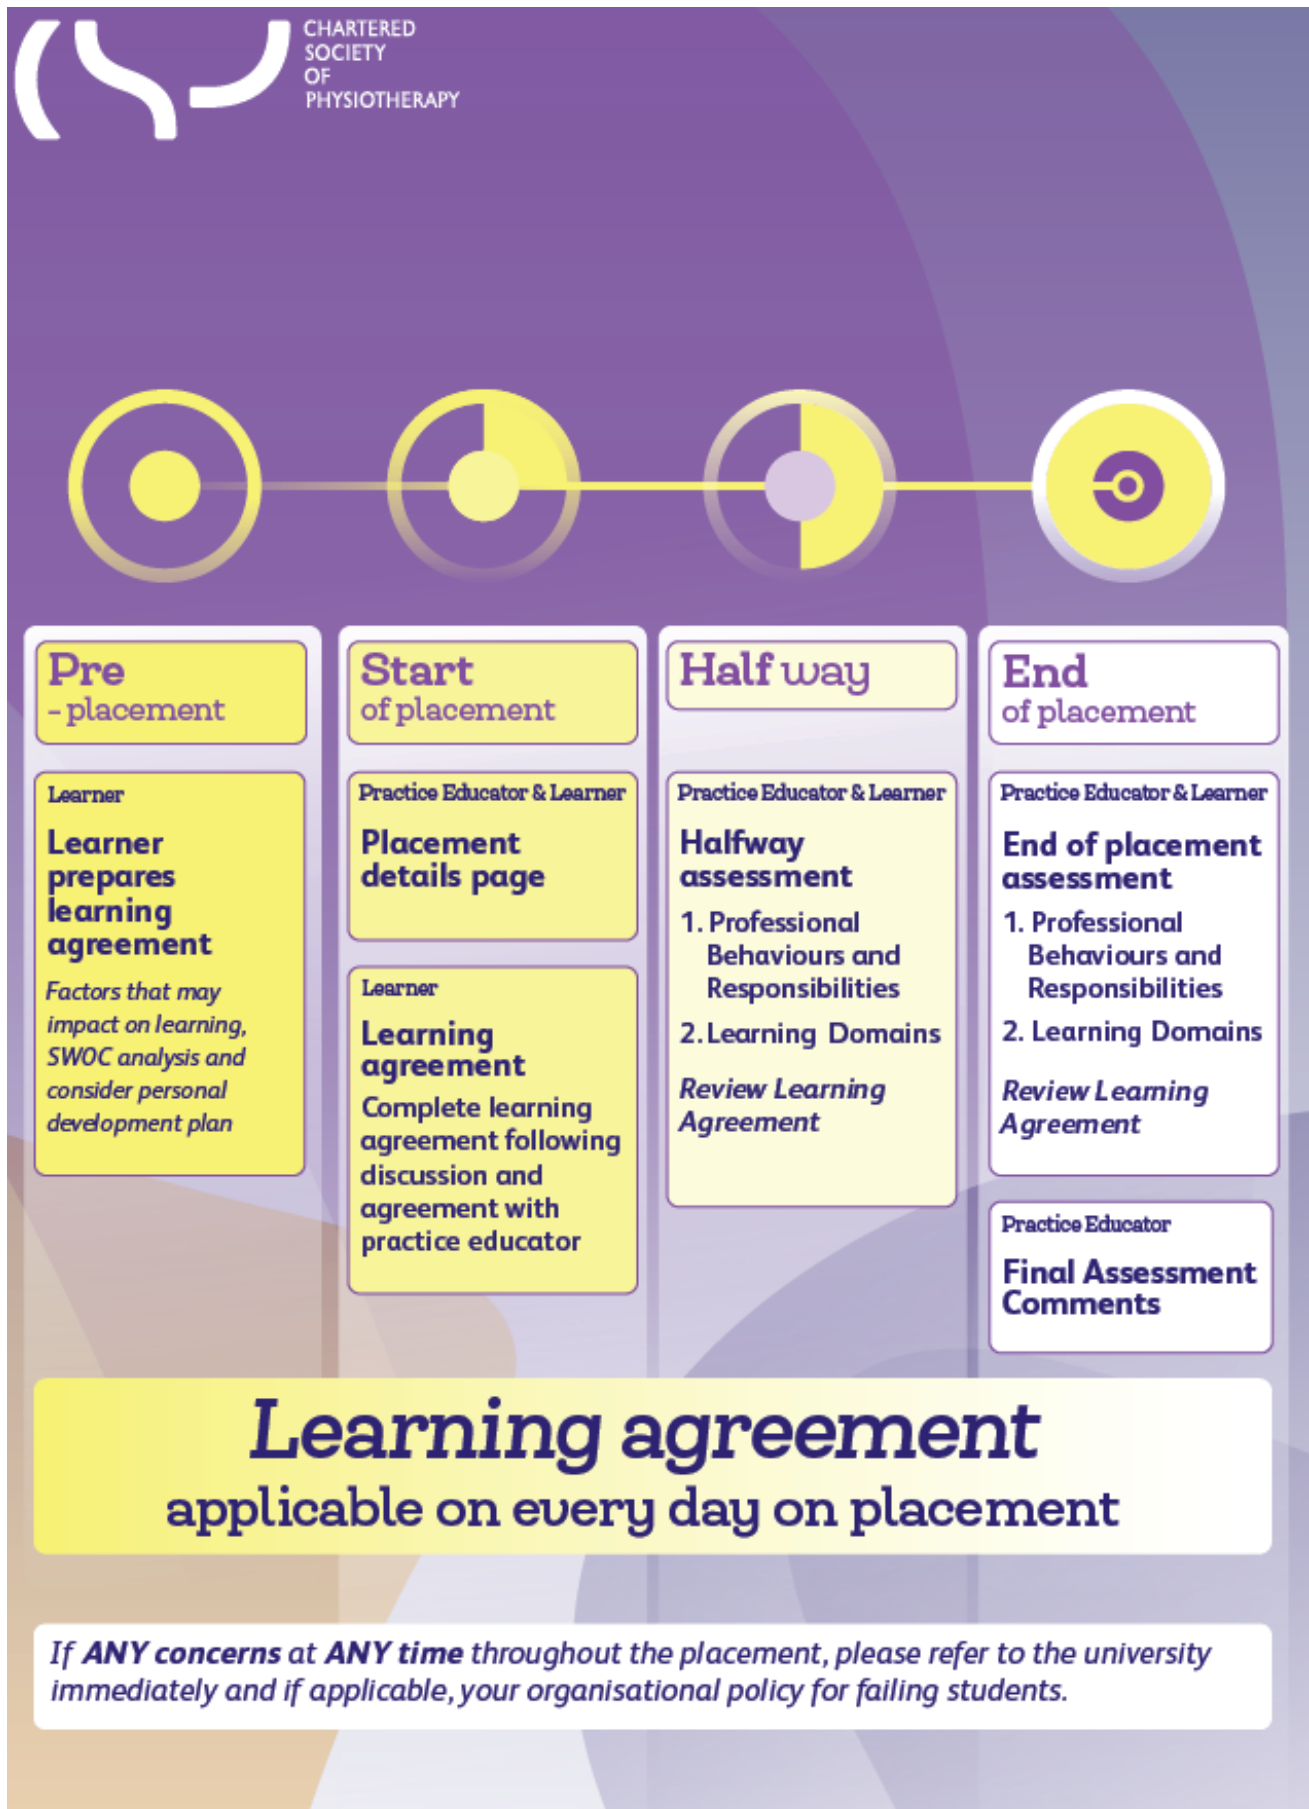 CHARTERED
SOCIETY
OF
PHYSIOTHERAPY
Pre
- placement
Learner
Learner
prepares
learning
agreement
Factors that may
impact on learning,
SWOC analysis and
consider personal
development plan
Start
of placement
Practice Educator & Learner
Placement
details page
Learner
Learning
agreement
Complete learning
agreement following
discussion and
agreement with
practice educator
Half way
Practice Educator & Learner
Halfway
assessment
1. Professional
Behaviours and
Responsibilities
2. Learning Domains
Review Learning
Agreement
End
of placement
Practice Educator & Learner
End of placement
assessment
1. Professional
Behaviours and
Responsibilities
2. Learning Domains
Review Learning
Agreement
Practice Educator
Final Assessment
Comments
Learning agreement
applicable on every day on placement
If ANY concerns at ANY time throughout the placement, please refer to the university
immediately and if applicable, your organisational policy for failing students.